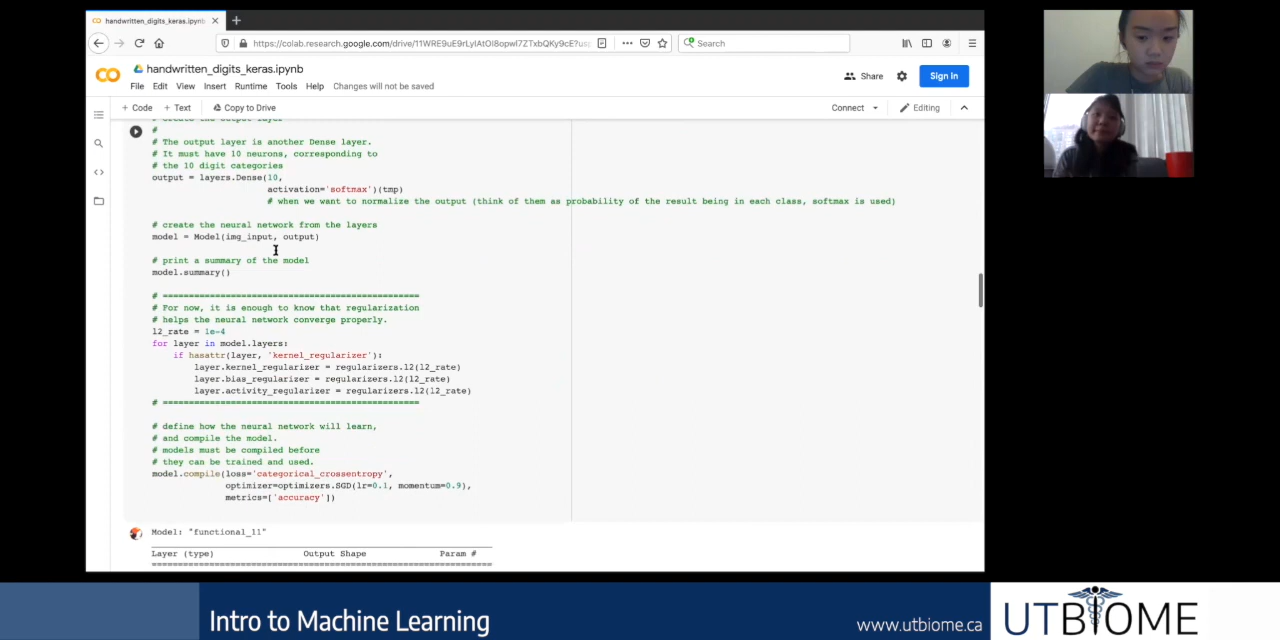 handwritten_digits_keras.ipynb
https://colab.research.google.com/drive/11WRE9uE9rLyIAtOI8opwI7ZTxbQKy9cE?us
Search
handwritten_digits_keras.ipynb
Share
Sign in
File Edit View Insert Runtime Tools Help Changes will not be saved
+ Code + Text Copy to Drive
Connect
Editing
# create the output layer
#
# The output layer is another Dense layer.
# It must have 10 neurons, corresponding to
# the 10 digit categories
output = layers.Dense(10,
activation='softmax')(tmp)
# when we want to normalize the output (think of them as probability of the result being in each class, softmax is used)
# create the neural network from the layers
model = Model(img_input, output)
# print a summary of the model
model.summary()
# =================================================
# For now, it is enough to know that regularization
# helps the neural network converge properly.
l2_rate = 1e-4
for layer in model.layers:
if hasattr(layer, 'kernel_regularizer'):
layer.kernel_regularizer = regularizers.l2(l2_rate)
layer.bias_regularizer = regularizers.l2(l2_rate)
layer.activity_regularizer = regularizers.l2(l2_rate)
# =================================================
# define how the neural network will learn,
# and compile the model.
# models must be compiled before
# they can be trained and used.
model.compile(loss='categorical_crossentropy',
optimizer=optimizers.SGD(lr=0.1, momentum=0.9),
metrics=['accuracy'])
Model: "functional_11"
Layer (type) Output Shape Param #
=================================================================
Intro to Machine Learning
www.utbiome.ca
UTBIOME